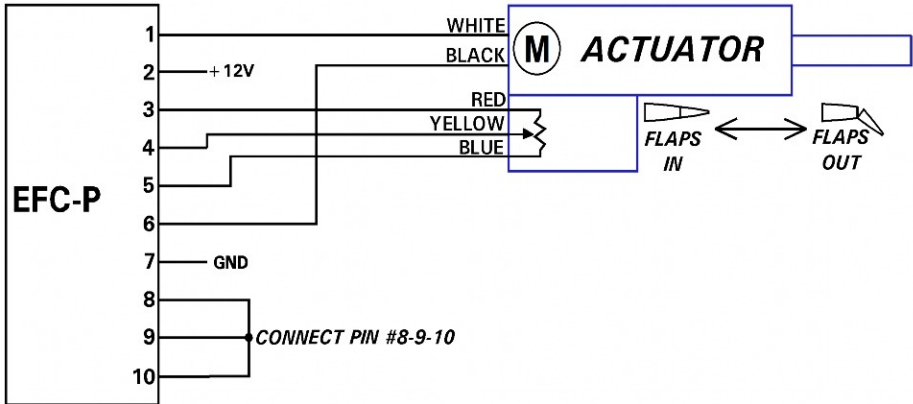 WHITE
1
M ACTUATOR
BLACK
2 +12V
RED
3
YELLOW
4
BLUE
FLAPS IN
FLAPS OUT
5
EFC-P
6
7 GND
8
9 CONNECT PIN #8-9-10
10